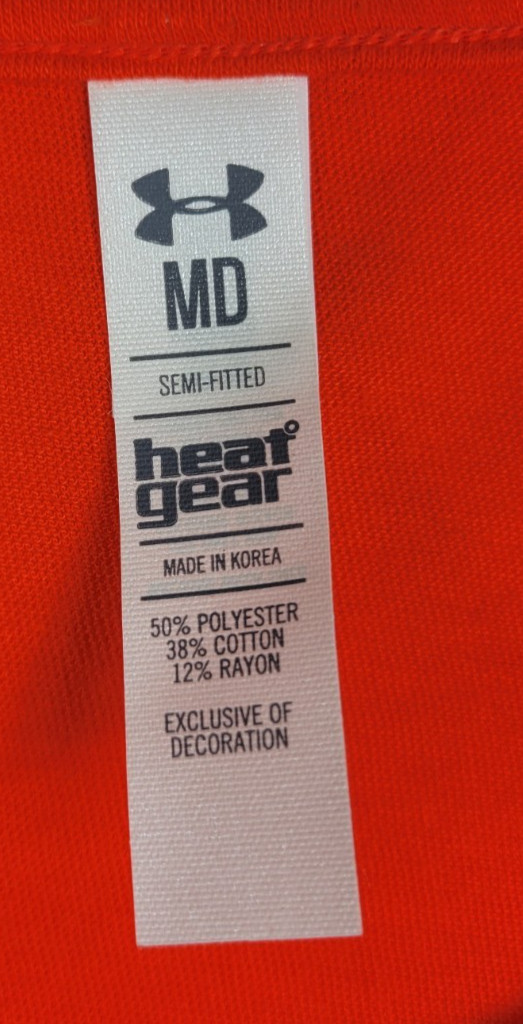 MD
SEMI-FITTED
heat°
gear
MADE IN KOREA
50% POLYESTER
38% COTTON
12% RAYON
EXCLUSIVE OF
DECORATION